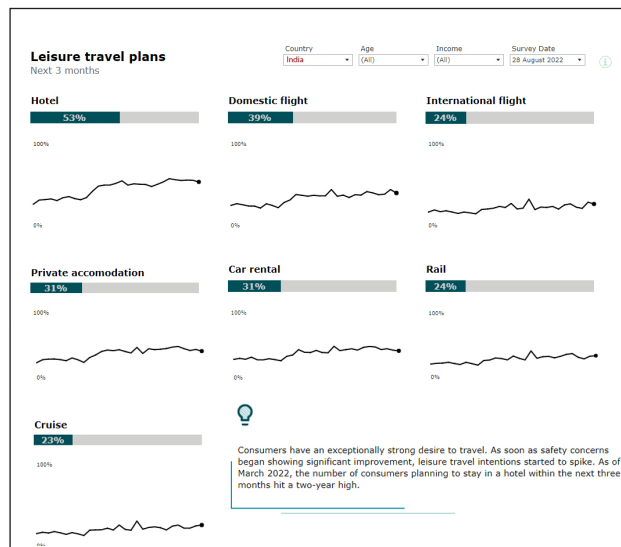 Leisure travel plans
Next 3 months
Country Age Income Survey Date
India (All) (All) 28 August 2022
Hotel Domestic flight International flight
53% 39% 24%
100% 100% 100%
0% 0% 0%
Private accomodation Car rental Rail
31% 31% 24%
100% 100% 100%
0% 0% 0%
Cruise
23%
100%
0%
Consumers have an exceptionally strong desire to travel. As soon as safety concerns
began showing significant improvement, leisure travel intentions started to spike. As of
March 2022, the number of consumers planning to stay in a hotel within the next three
months hit a two-year high.